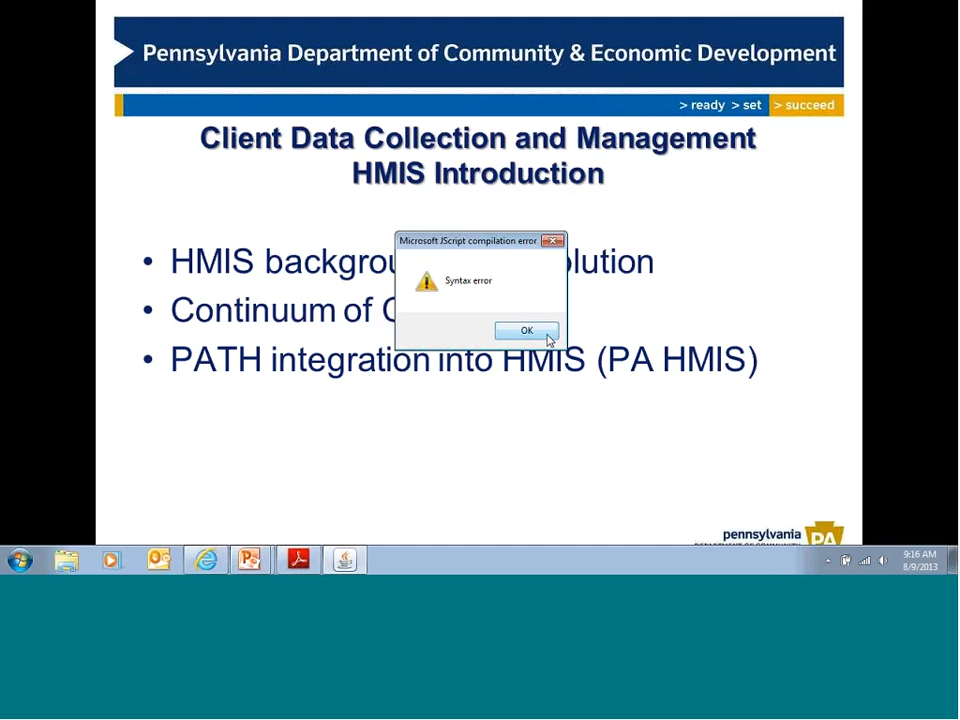 Pennsylvania Department of Community & Economic Development
> ready > set > succeed
Client Data Collection and Management
HMIS Introduction
Microsoft JScript compilation error
• HMIS backgrou olution
Syntax error
• Continuum of C
OK
• PATH integration into HMIS (PA HMIS)
pennsylvania
PA
9:16 AM
8/9/2013